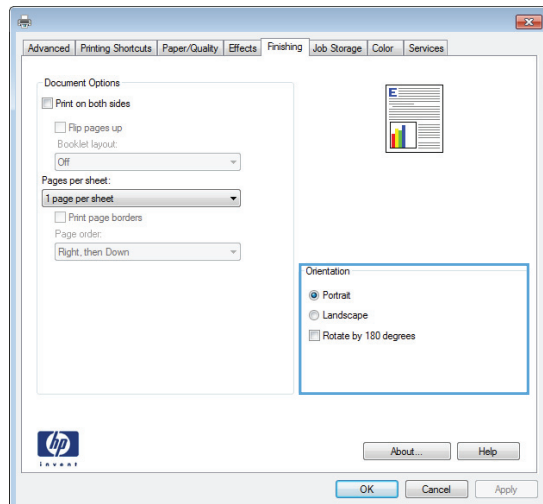 Advanced Printing Shortcuts Paper/Quality Effects Finishing Job Storage Color Services
Document Options
Print on both sides
Flip pages up
Booklet layout:
Off
Pages per sheet:
1 page per sheet
Print page borders
Page order:
Right, then Down
E
Orientation
Portrait
Landscape
Rotate by 180 degrees
hp
invent
About... Help
OK Cancel Apply